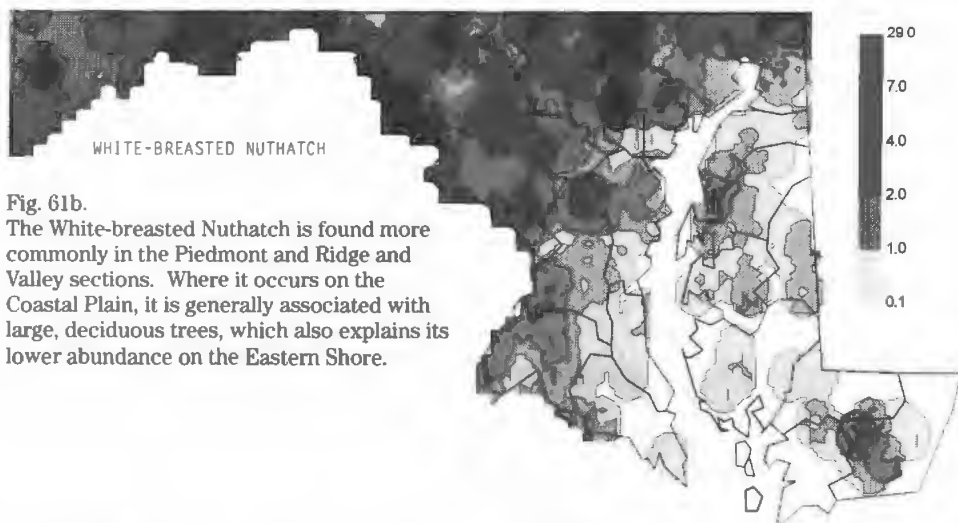 WHITE-BREASTED NUTHATCH
Fig. 61b.
The White-breasted Nuthatch is found more
commonly in the Piedmont and Ridge and
Valley sections. Where it occurs on the
Coastal Plain, it is generally associated with
large, deciduous trees, which also explains its
lower abundance on the Eastern Shore.
29.0
7.0
4.0
2.0
1.0
0.1